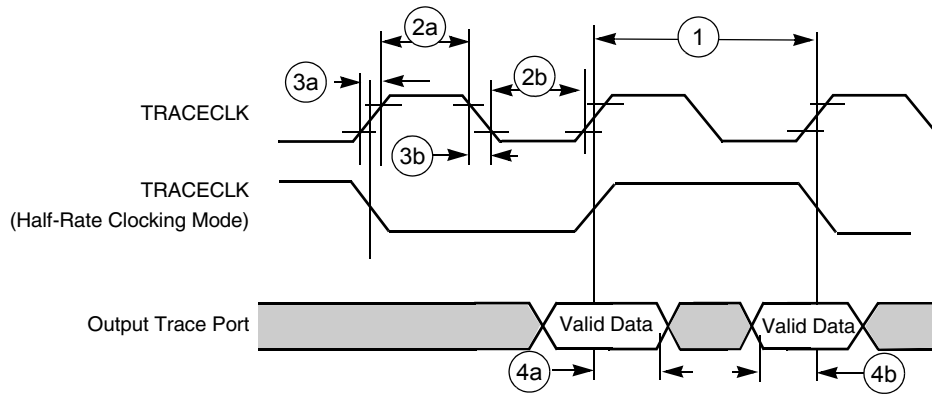 2a
1
3a
2b
TRACECLK
3b
TRACECLK
(Half-Rate Clocking Mode)
Output Trace Port
Valid Data
Valid Data
4a
4b